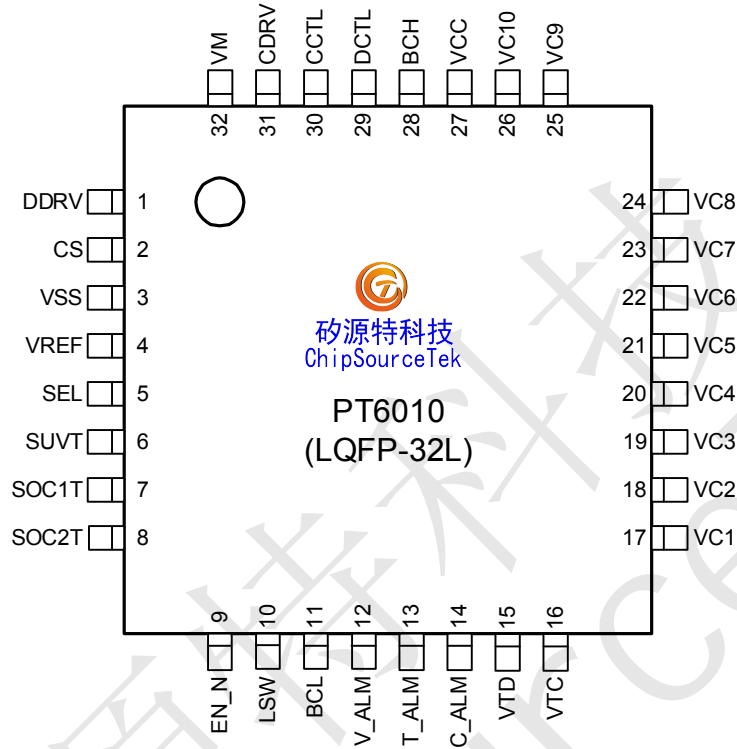 VM CDRV CCTL DCTL BCH VCC VC10 VC9
32 31 30 29 28 27 26 25
DDRV 1
CS 2
VSS 3
VREF 4
SEL 5
SUVT 6
SOC1T 7
SOC2T 8
24 VC8
23 VC7
22 VC6
21 VC5
20 VC4
19 VC3
18 VC2
17 VC1
矽源特科技
ChipSourceTek
PT6010
(LQFP-32L)
9 10 11 12 13 14 15 16
EN_N LSW BCL V_ALM T_ALM C_ALM VTD VTC